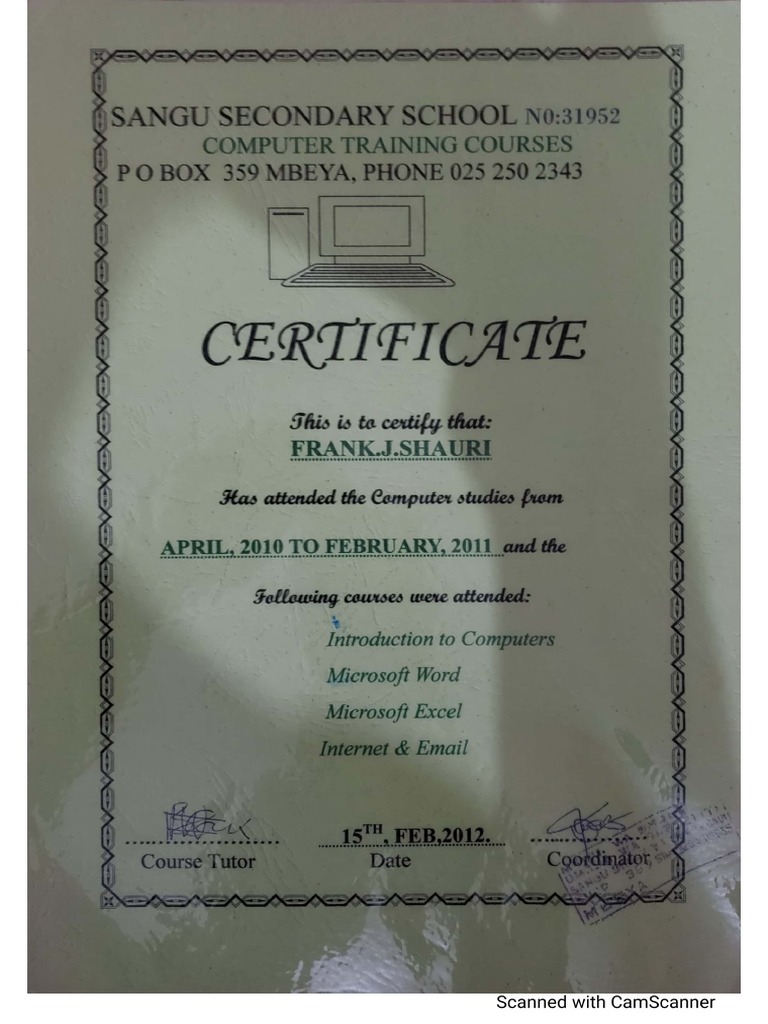 SANGU SECONDARY SCHOOL N0:31952
COMPUTER TRAINING COURSES
P O BOX 359 MBEYA, PHONE 025 250 2343
CERTIFICATE
This is to certify that:
FRANK.J.SHAURI
Has attended the Computer studies from
APRIL, 2010 TO FEBRUARY, 2011 and the
Following courses were attended:
Introduction to Computers
Microsoft Word
Microsoft Excel
Internet & Email
15TH, FEB,2012.
Course Tutor Date Coordinator
SANGU
MBEYA
Scanned with CamScanner